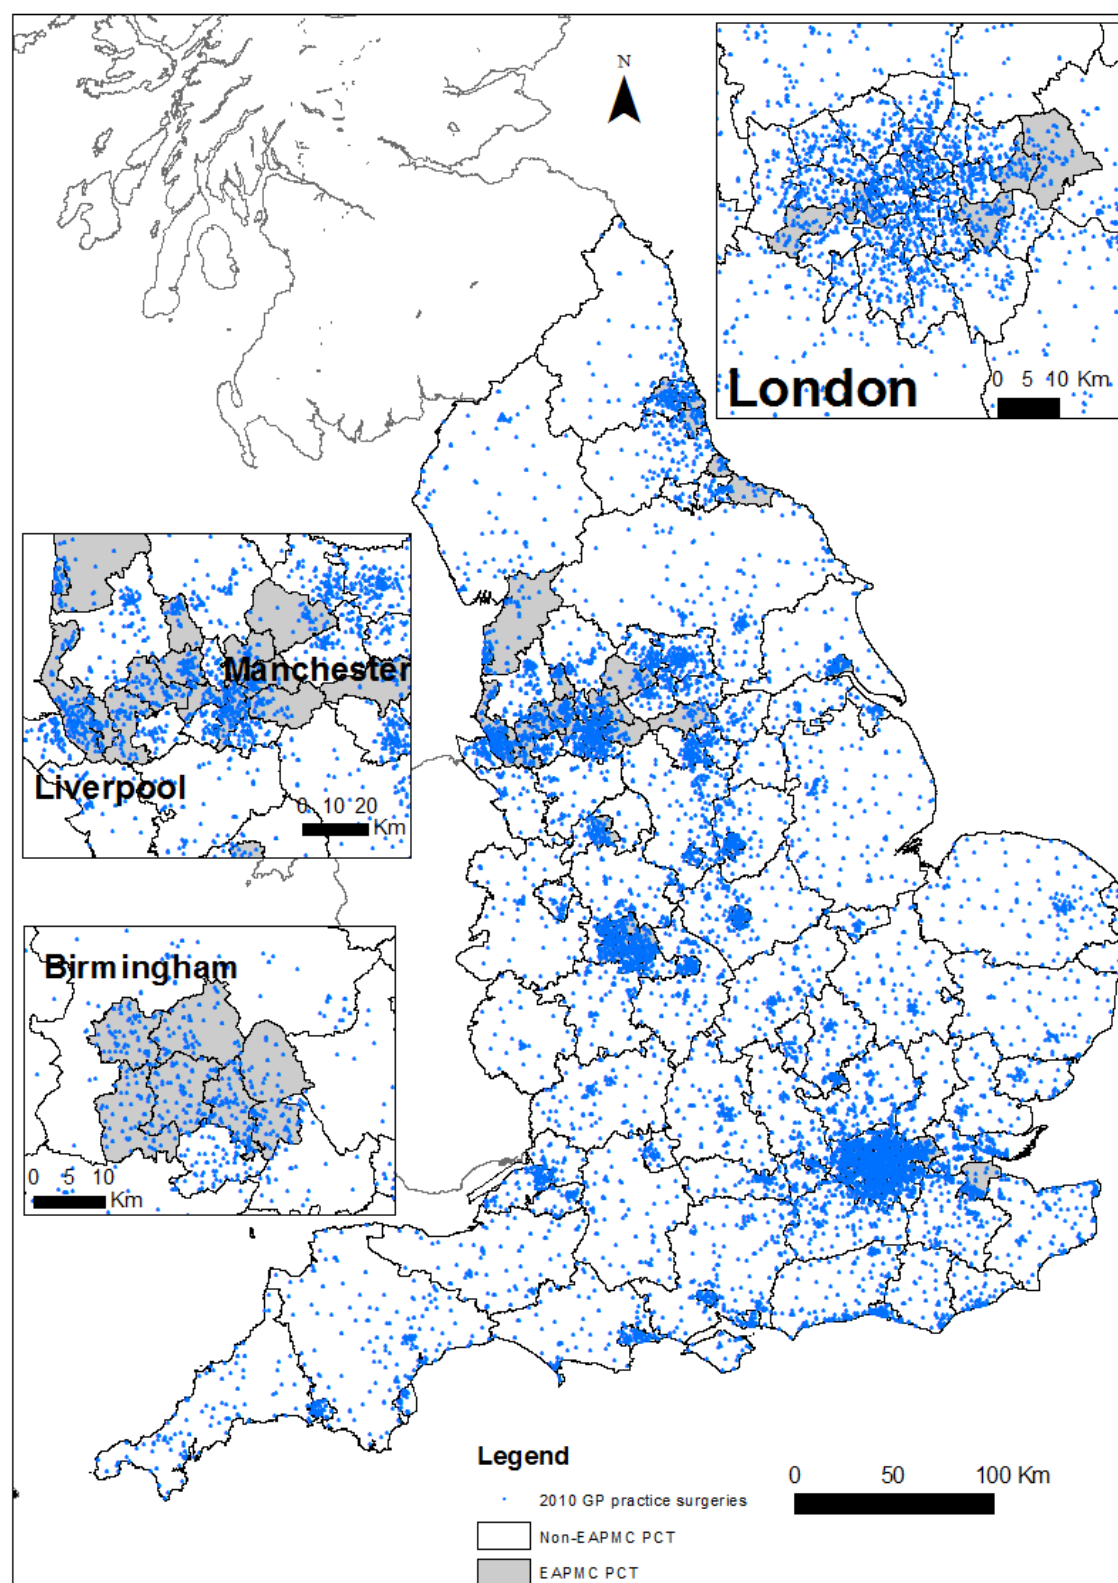 N
London
0 5 10 Km
Manchester
Liverpool
0 10 20
Km
Birmingham
0 5 10
Km
Legend
0 50 100 Km
2010 GP practice surgeries
Non-EAPMC PCT
EAPMC PCT